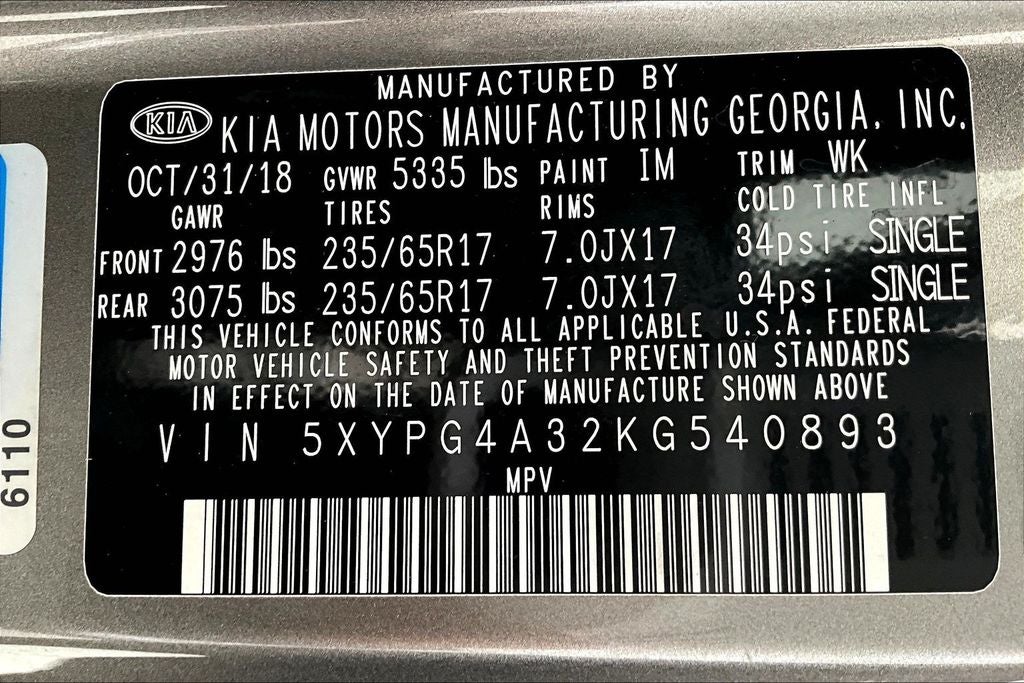 MANUFACTURED BY
KIA KIA MOTORS MANUFACTURING GEORGIA, INC.
OCT/31/18 GVWR 5335 lbs PAINT IM TRIM WK
GAWR TIRES RIMS COLD TIRE INFL
FRONT 2976 lbs 235/65R17 7.0JX17 34psi SINGLE
REAR 3075 lbs 235/65R17 7.0JX17 34psi SINGLE
THIS VEHICLE CONFORMS TO ALL APPLICABLE U.S.A. FEDERAL
MOTOR VEHICLE SAFETY AND THEFT PREVENTION STANDARDS
IN EFFECT ON THE DATE OF MANUFACTURE SHOWN ABOVE
VIN 5XYPG4A32KG540893
MPV
6110